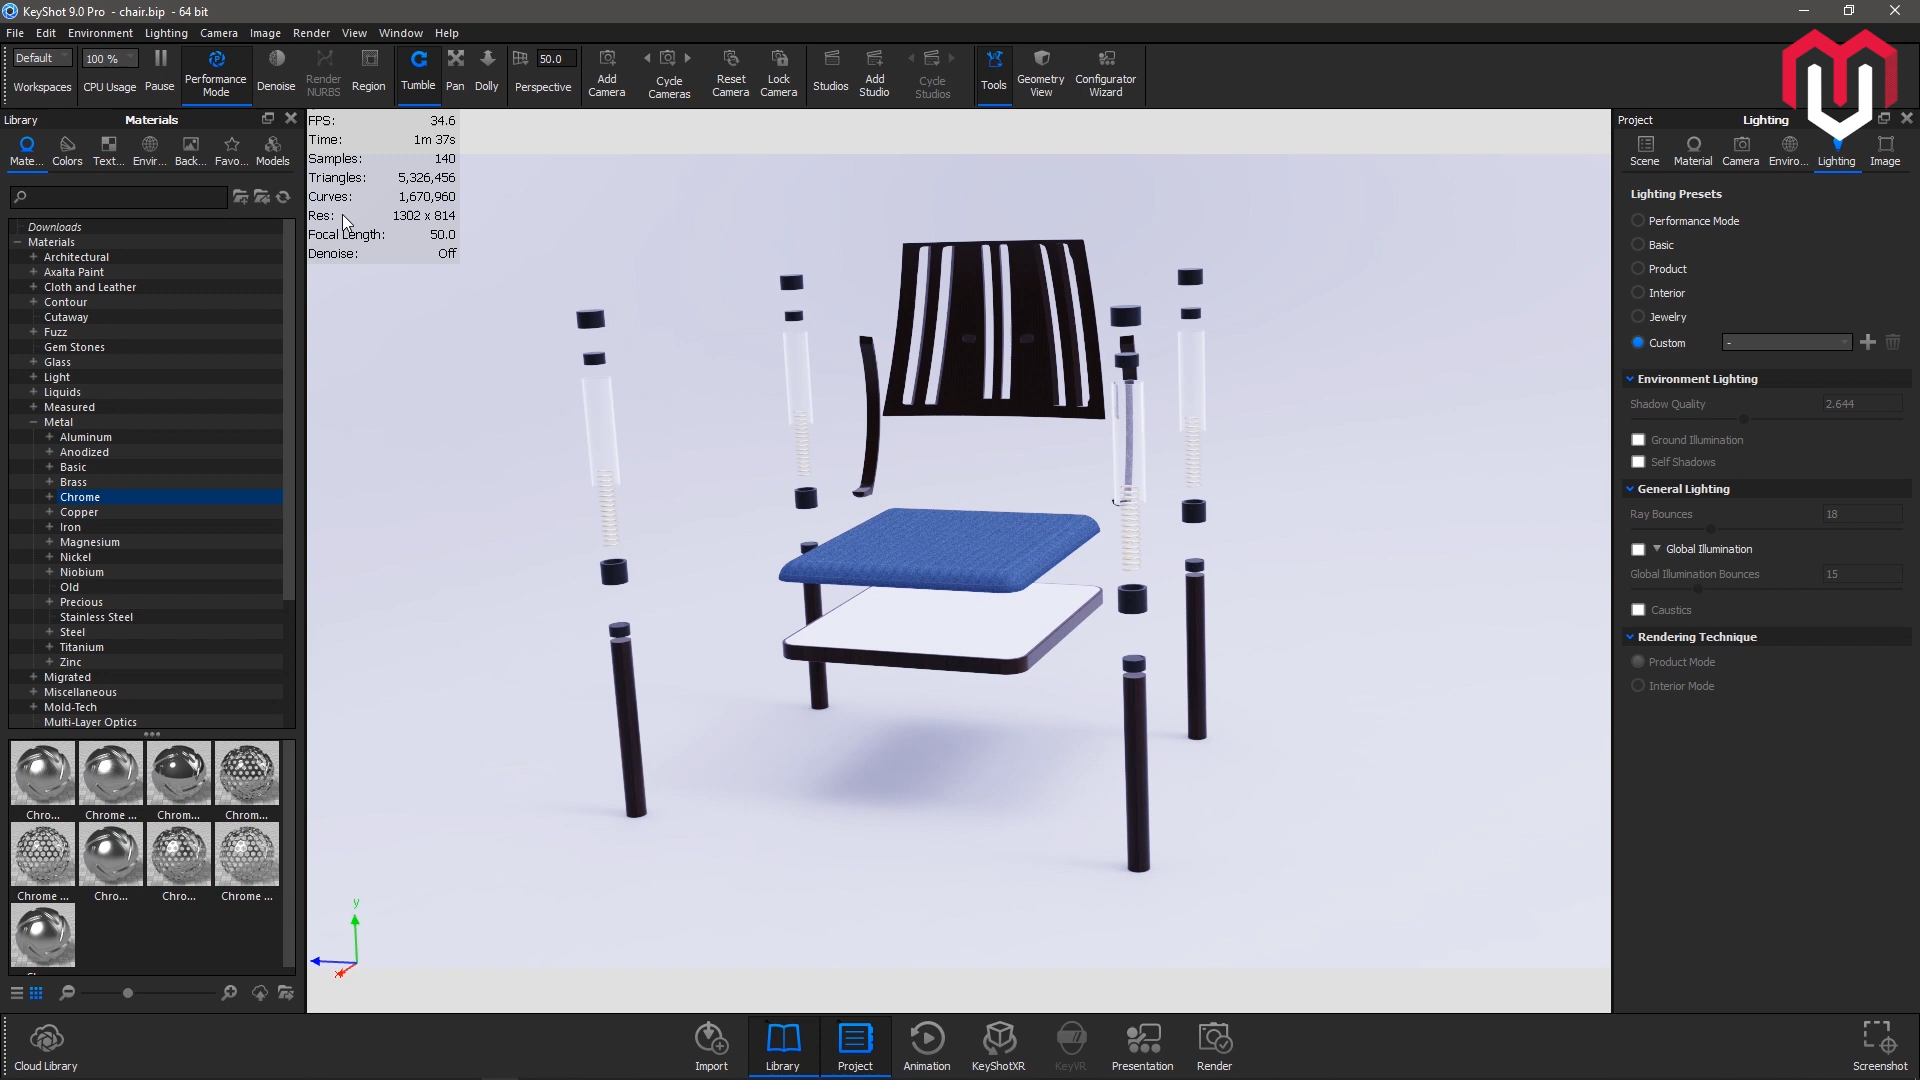 KeyShot 9.0 Pro - chair.bip - 64 bit
File Edit Environment Lighting Camera Image Render View Window Help
Default 100 % 50.0
Workspaces CPU Usage Pause Performance Mode Denoise Render NURBS Region Tumble Pan Dolly Perspective Add Camera Cycle Cameras Reset Camera Lock Camera Studios Add Studio Cycle Studios Tools Geometry View Configurator Wizard
Library Materials
Mate... Colors Text... Envir... Back... Favo... Models
Downloads
Materials
Architectural
Axalta Paint
Cloth and Leather
Contour
Cutaway
Fuzz
Gem Stones
Glass
Light
Liquids
Measured
Metal
Aluminum
Anodized
Basic
Brass
Chrome
Copper
Iron
Magnesium
Nickel
Niobium
Old
Precious
Stainless Steel
Steel
Titanium
Zinc
Migrated
Miscellaneous
Mold-Tech
Multi-Layer Optics
Chro... Chrome ... Chrom... Chrom...
Chrome ... Chro... Chro... Chrome ...
FPS: 34.6
Time: 1m 37s
Samples: 140
Triangles: 5,326,456
Curves: 1,670,960
Res: 1302 x 814
Focal Length: 50.0
Denoise: Off
y
x
Project Lighting
Scene Material Camera Enviro... Lighting Image
Lighting Presets
Performance Mode
Basic
Product
Interior
Jewelry
Custom -
Environment Lighting
Shadow Quality 2.644
Ground Illumination
Self Shadows
General Lighting
Ray Bounces 18
Global Illumination
Global Illumination Bounces 15
Caustics
Rendering Technique
Product Mode
Interior Mode
Cloud Library Import Library Project Animation KeyShotXR KeyVR Presentation Render Screenshot